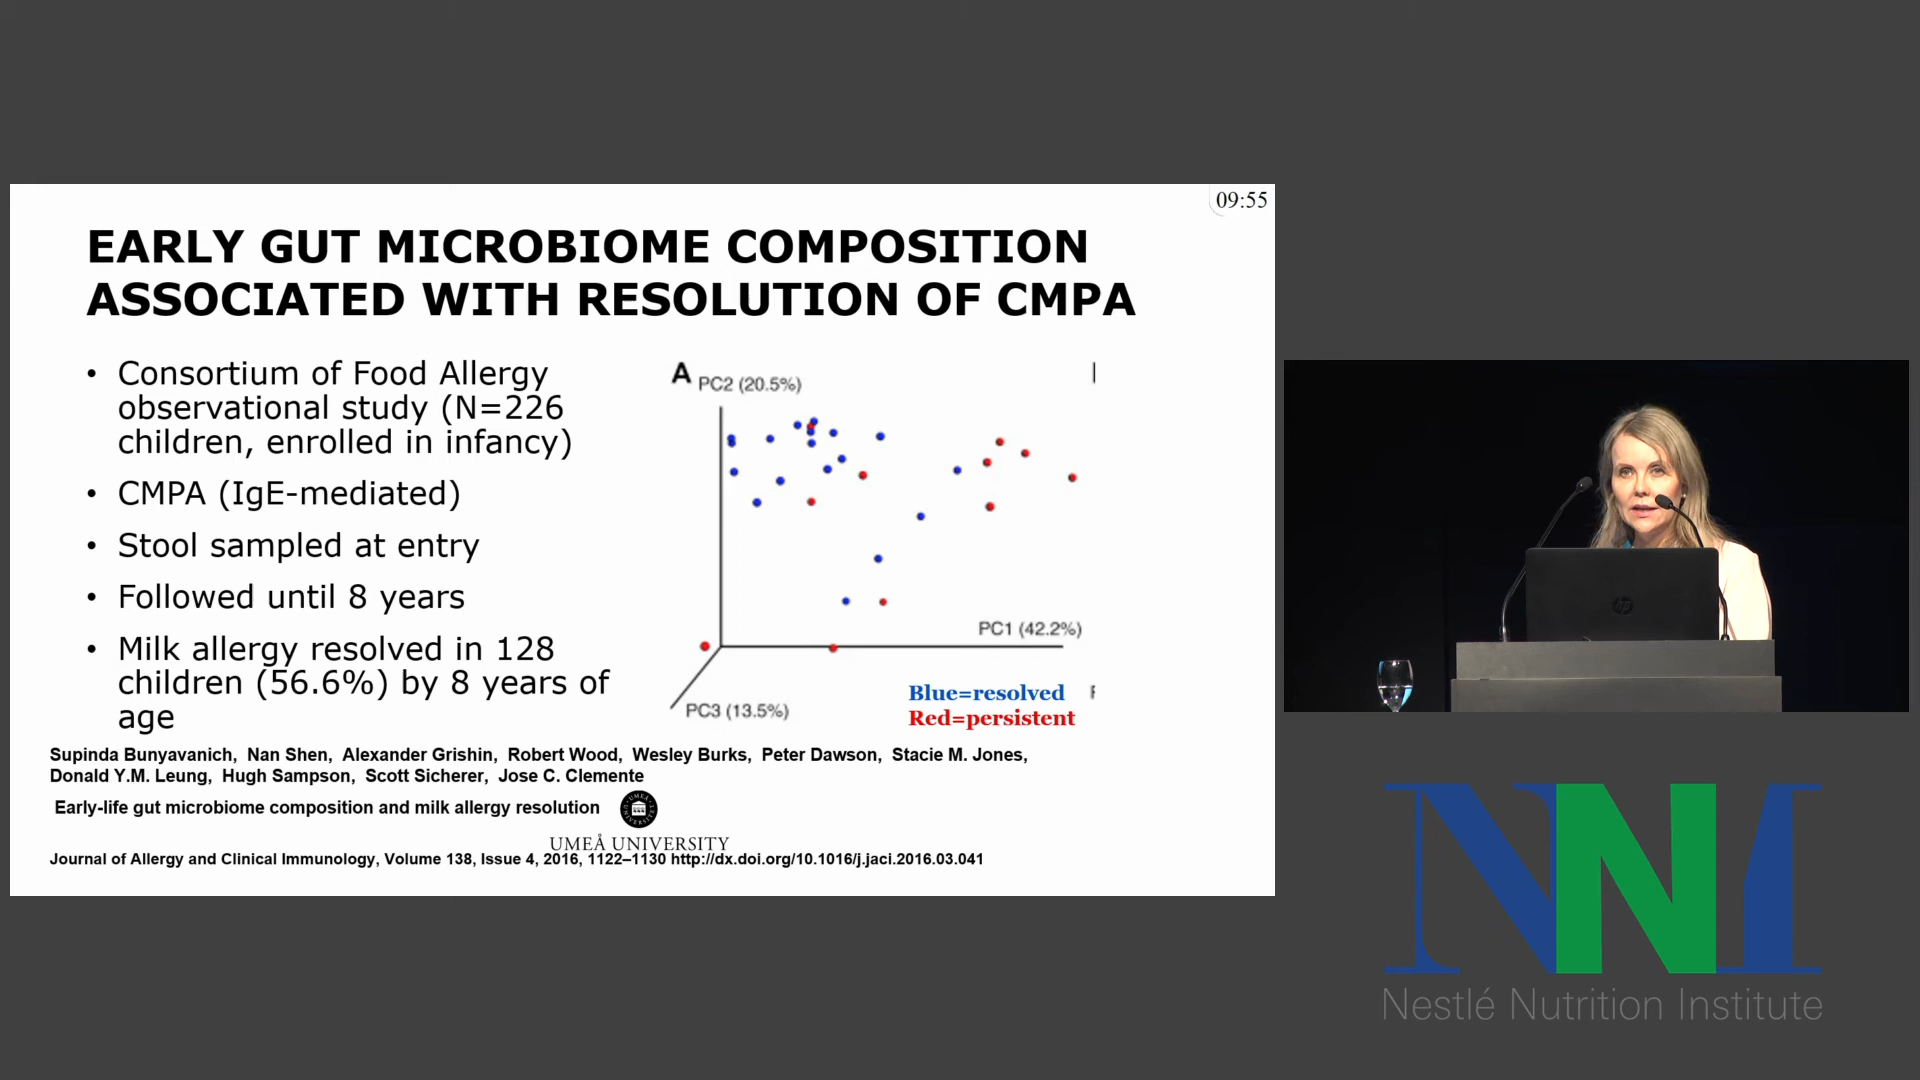 09:55
EARLY GUT MICROBIOME COMPOSITION
ASSOCIATED WITH RESOLUTION OF CMPA
• Consortium of Food Allergy
observational study (N=226
children, enrolled in infancy)
• CMPA (IgE-mediated)
• Stool sampled at entry
• Followed until 8 years
• Milk allergy resolved in 128
children (56.6%) by 8 years of
age
A
PC2 (20.5%)
PC1 (42.2%)
PC3 (13.5%)
Blue=resolved
Red=persistent
Supinda Bunyavanich, Nan Shen, Alexander Grishin, Robert Wood, Wesley Burks, Peter Dawson, Stacie M. Jones,
Donald Y.M. Leung, Hugh Sampson, Scott Sicherer, Jose C. Clemente
Early-life gut microbiome composition and milk allergy resolution
UMEÅ UNIVERSITY
Journal of Allergy and Clinical Immunology, Volume 138, Issue 4, 2016, 1122–1130 http://dx.doi.org/10.1016/j.jaci.2016.03.041
hp
NNI
Nestlé Nutrition Institute